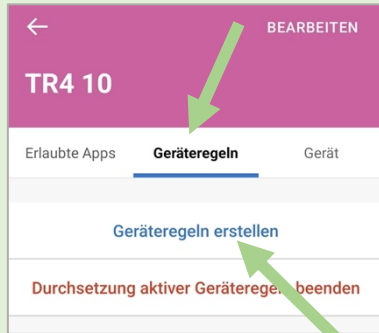 BEARBEITEN
TR4 10
Erlaubte Apps Geräteregeln Gerät
Geräteregeln erstellen
Durchsetzung aktiver Geräteregeln beenden